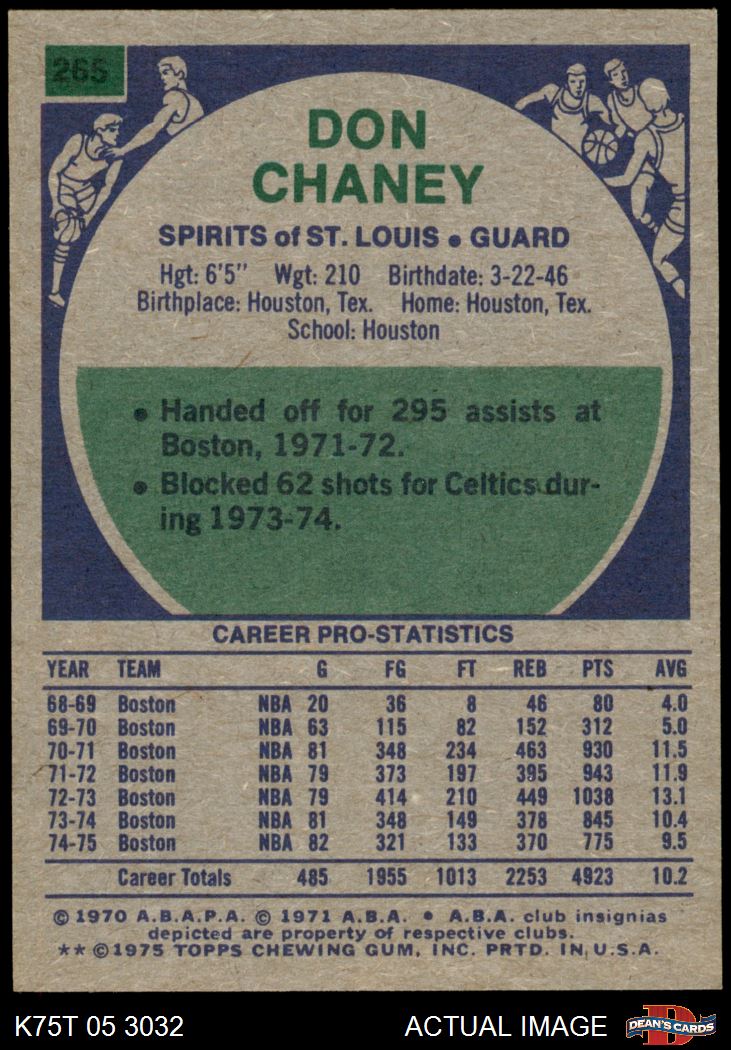 265
DON
CHANEY
SPIRITS of ST. LOUIS • GUARD
Hgt: 6'5" Wgt: 210 Birthdate: 3-22-46
Birthplace: Houston, Tex. Home: Houston, Tex.
School: Houston
• Handed off for 295 assists at
Boston, 1971-72.
• Blocked 62 shots for Celtics dur-
ing 1973-74.
CAREER PRO-STATISTICS
YEAR TEAM G FG FT REB PTS AVG
68-69 Boston NBA 20 36 8 46 80 4.0
69-70 Boston NBA 63 115 82 152 312 5.0
70-71 Boston NBA 81 348 234 463 930 11.5
71-72 Boston NBA 79 373 197 395 943 11.9
72-73 Boston NBA 79 414 210 449 1038 13.1
73-74 Boston NBA 81 348 149 378 845 10.4
74-75 Boston NBA 82 321 133 370 775 9.5
Career Totals 485 1955 1013 2253 4923 10.2
© 1970 A.B.A.P.A. © 1971 A.B.A. • A.B.A. club insignias
depicted are property of respective clubs.
** © 1975 TOPPS CHEWING GUM, INC. PRTD. IN U.S.A.
K75T 05 3032 ACTUAL IMAGE DEAN'S CARDS